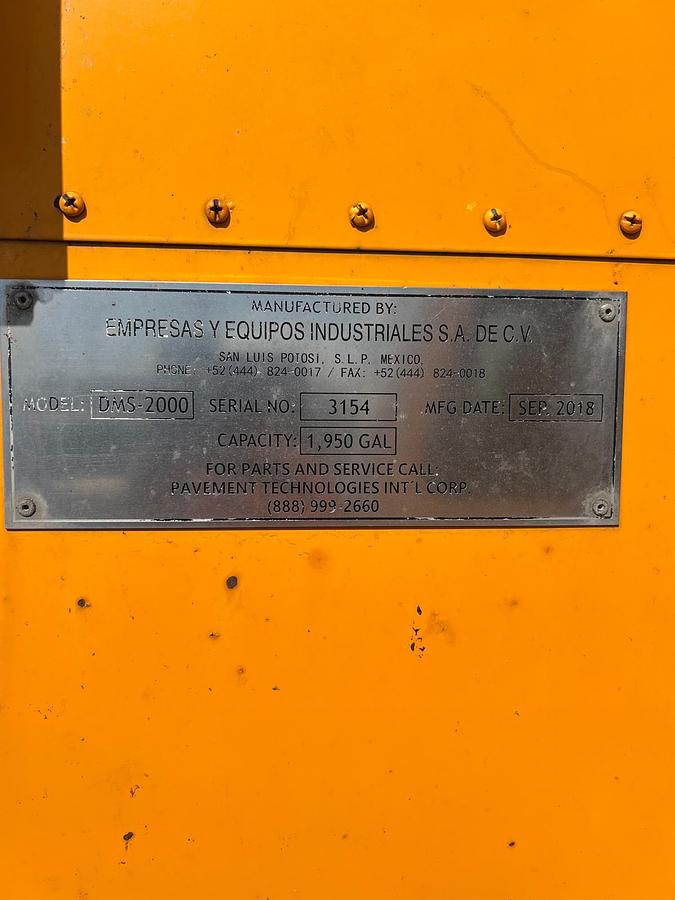 MANUFACTURED BY:
EMPRESAS Y EQUIPOS INDUSTRIALES S.A. DE C.V.
SAN LUIS POTOSI, S.L.P. MEXICO,
PHONE: +52(444) 824-0017 / FAX: +52(444) 824-0018
MODEL: DMS-2000 SERIAL NO: 3154 MFG DATE: SEP. 2018
CAPACITY: 1,950 GAL
FOR PARTS AND SERVICE CALL:
PAVEMENT TECHNOLOGIES INT'L CORP.
(888) 999-2660